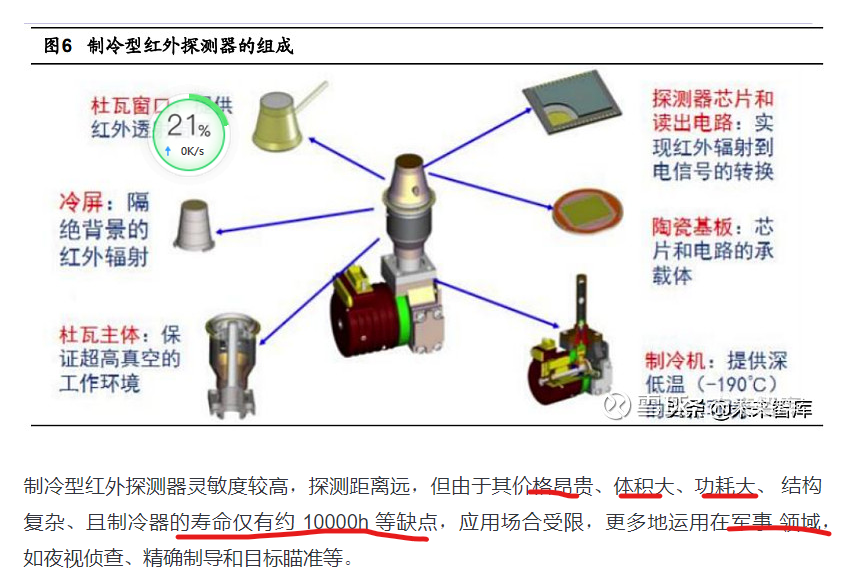 图6 制冷型红外探测器的组成
杜瓦窗口
供
红外透
21%
0K/s
冷屏：隔
绝背景的
红外辐射
杜瓦主体：保
证超高真空的
工作环境
探测器芯片和
读出电路：实
现红外辐射到
电信号的转换
陶瓷基板：芯
片和电路的承
载体
制冷机：提供深
低温（-190℃）
头条@未来智库
制冷型红外探测器灵敏度较高，探测距离远，但由于其价格昂贵、体积大、功耗大、 结构
复杂、且制冷器的寿命仅有约 10000h 等缺点，应用场合受限，更多地运用在军事 领域，
如夜视侦查、精确制导和目标瞄准等。